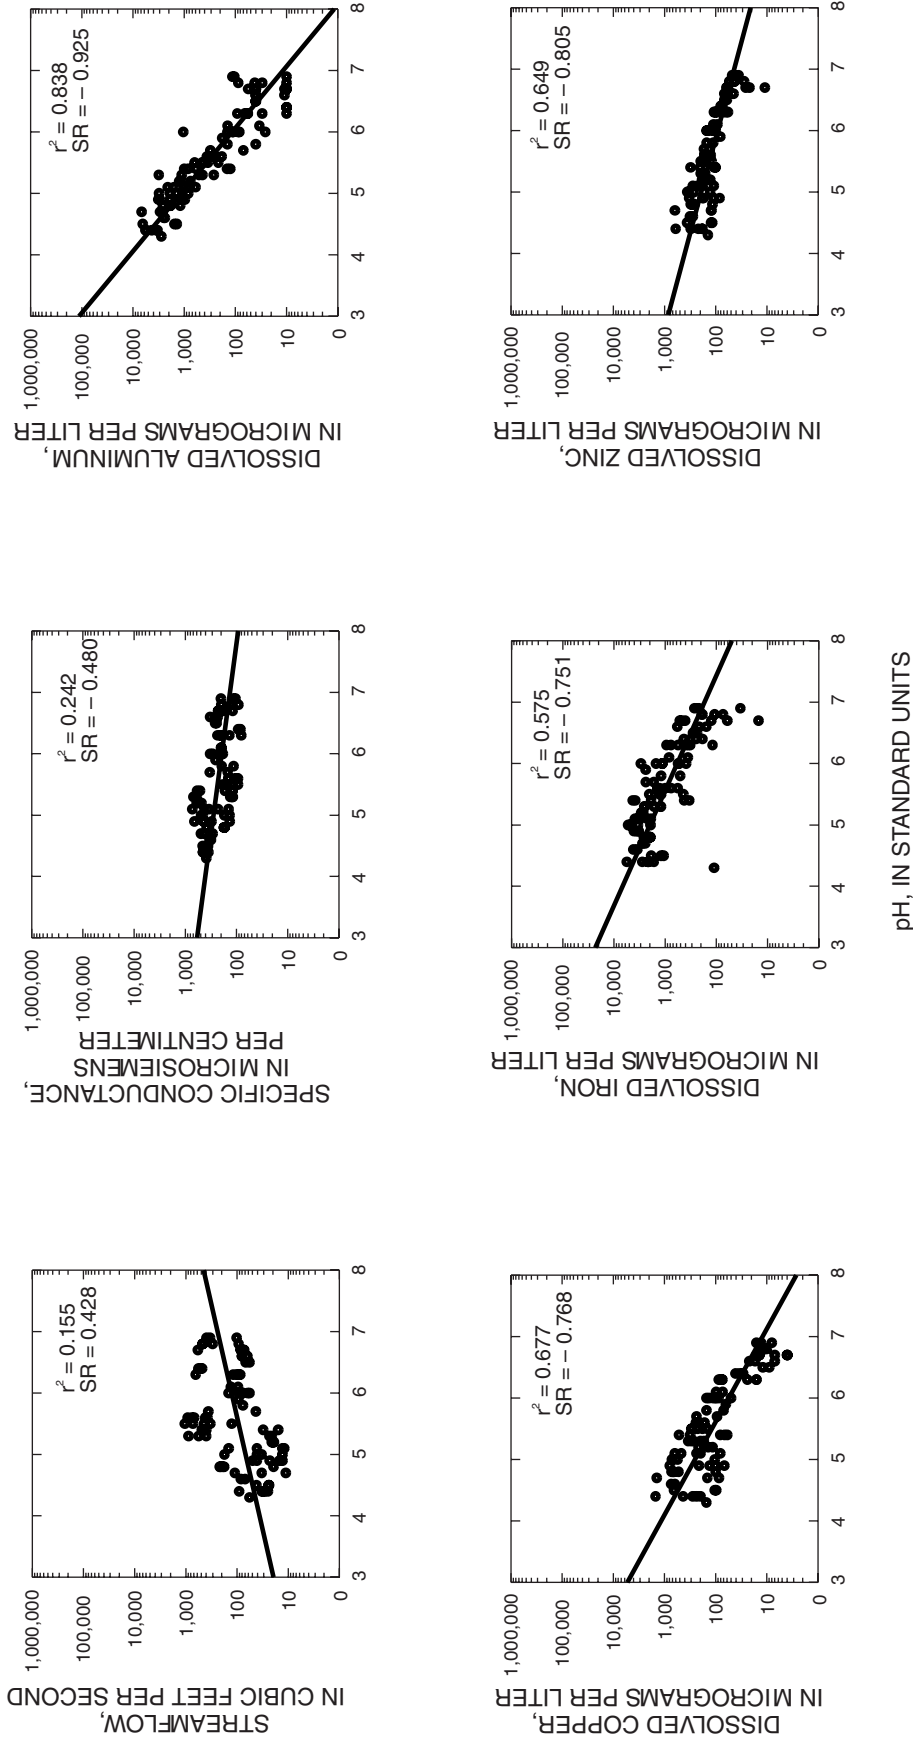 STREAMFLOW,
IN CUBIC FEET PER SECOND
1,000,000
100,000
10,000
1,000
100
10
0
3 4 5 6 7 8
r² = 0.155
SR = 0.428
SPECIFIC CONDUCTANCE,
IN MICROSIEMENS
PER CENTIMETER
1,000,000
100,000
10,000
1,000
100
10
0
3 4 5 6 7 8
r² = 0.242
SR = – 0.480
DISSOLVED ALUMINUM,
IN MICROGRAMS PER LITER
1,000,000
100,000
10,000
1,000
100
10
0
3 4 5 6 7 8
r² = 0.838
SR = – 0.925
DISSOLVED COPPER,
IN MICROGRAMS PER LITER
1,000,000
100,000
10,000
1,000
100
10
0
3 4 5 6 7 8
r² = 0.677
SR = – 0.768
DISSOLVED IRON,
IN MICROGRAMS PER LITER
1,000,000
100,000
10,000
1,000
100
10
0
3 4 5 6 7 8
r² = 0.575
SR = – 0.751
DISSOLVED ZINC,
IN MICROGRAMS PER LITER
1,000,000
100,000
10,000
1,000
100
10
0
3 4 5 6 7 8
r² = 0.649
SR = – 0.805
pH, IN STANDARD UNITS